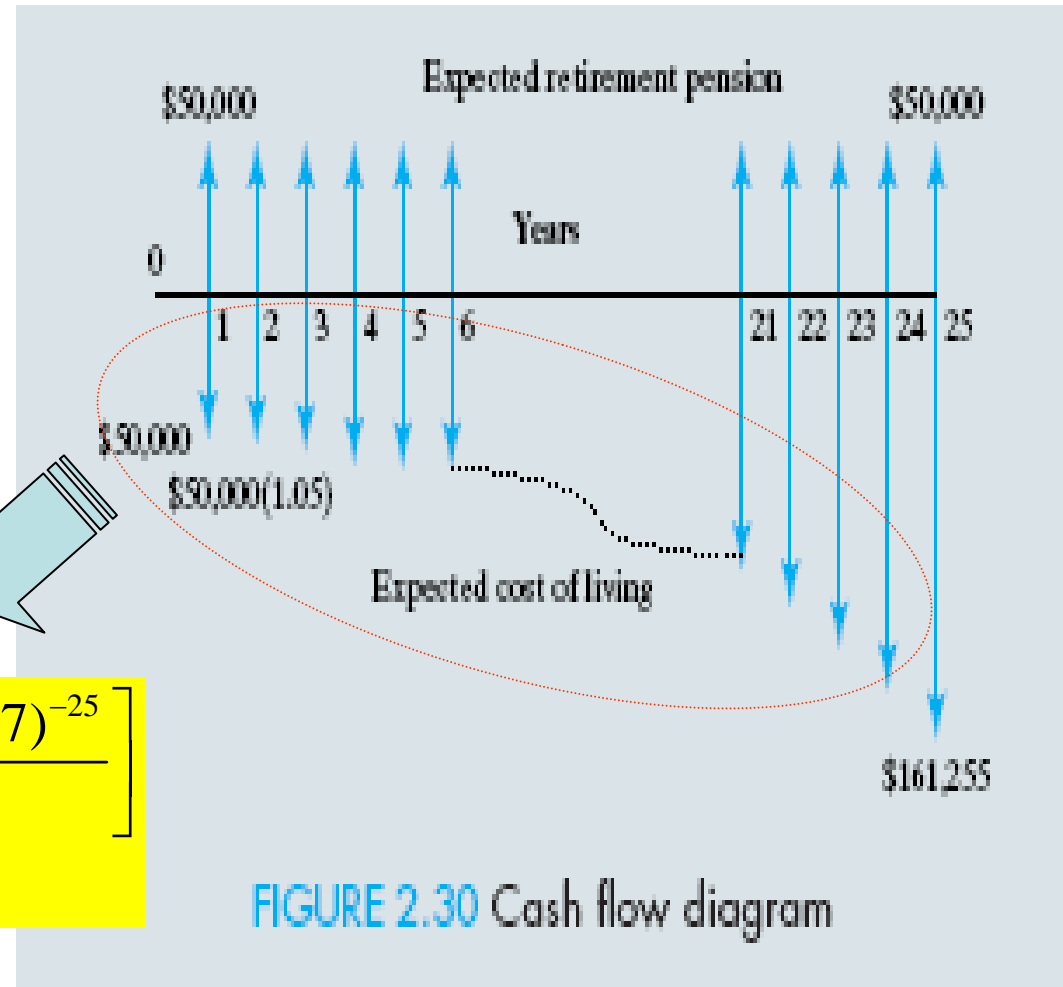 Expected retirement pension
$50,000 $50,000
Years
0
1 2 3 4 5 6 21 22 23 24 25
$50,000
$50,000(1.05)
Expected cost of living
7)⁻²⁵ ]
$161,255
FIGURE 2.30 Cash flow diagram